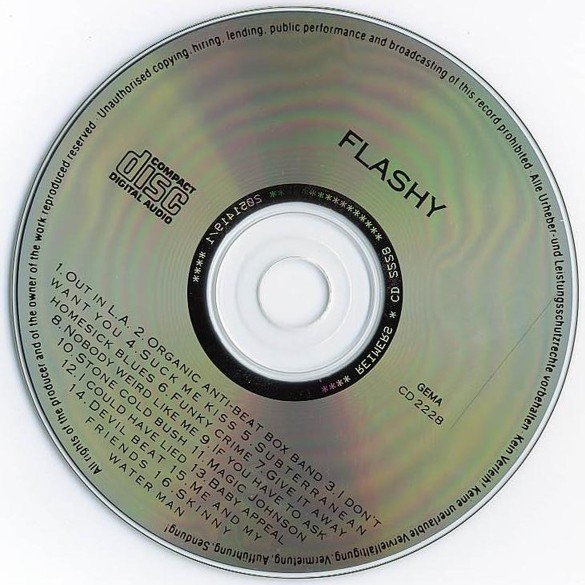 All rights of the producer and of the owner of the work reproduced reserved. Unauthorised copying, hiring, lending, public performance and broadcasting of this record prohibited. Alle Urheber-und Leistungsschutzrechte vorbehalten. Kein Verleih! Keine unerlaubte Vervielfältigung, Vermietung, Aufführung, Sendung!
FLASHY
COMPACT
disc
DIGITAL AUDIO
**** REIMERS * CD 2228
GEMA
CD 2228
1. OUT IN L.A. 2. ORGANIC ANTI-BEAT BOX BAND 3. I DON'T
WANT YOU 4. SUCK ME KISS 5. SUBTERRANEAN
HOMESICK BLUES 6. FUNKY CRIME 7. GIVE IT AWAY
8. NOBODY WEIRD LIKE ME 9 IF YOU HAVE TO ASK
10. STONE COLD BUSH 11. MAGIC JOHNSON
12. I COULD HAVE LIED 13 BABY APPEAL
14. DEVIL BEAT 15 ME AND MY
FRIENDS 16. SKINNY
WATER MAN